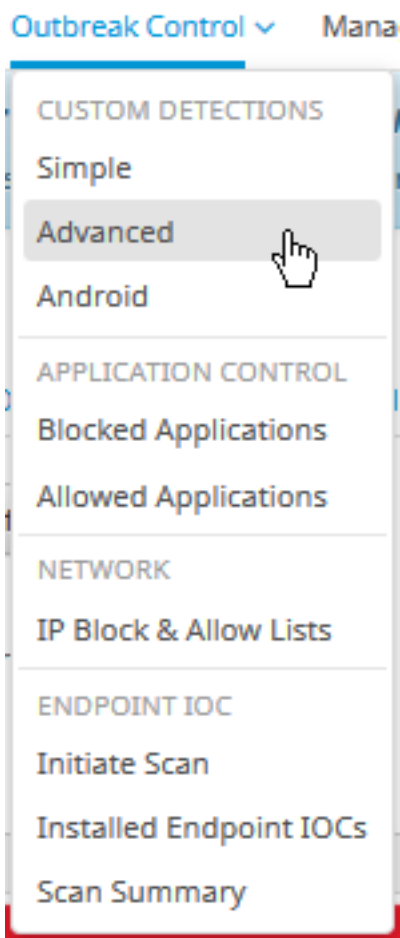 Outbreak Control Mana
CUSTOM DETECTIONS
Simple
Advanced
Android
APPLICATION CONTROL
Blocked Applications
Allowed Applications
NETWORK
IP Block & Allow Lists
ENDPOINT IOC
Initiate Scan
Installed Endpoint IOCs
Scan Summary